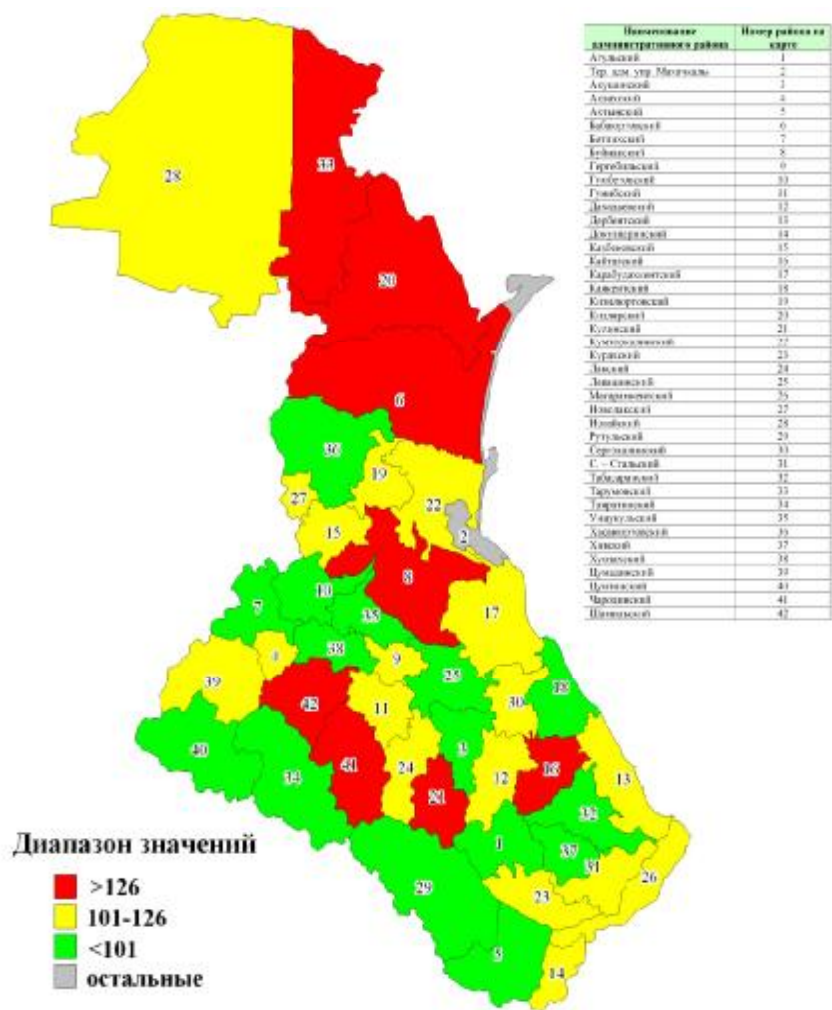 Наименование административного района Номер района на карте
Агульский 1
Тер. адм. упр. Махачкалы 2
Акушинский 3
Ахвахский 4
Ахтынский 5
Бабаюртовский 6
Ботлихский 7
Буйнакский 8
Гергебильский 9
Гумбетовский 10
Гунибский 11
Дахадаевский 12
Дербентский 13
Докузпаринский 14
Казбековский 15
Кайтагский 16
Карабудахкентский 17
Каякентский 18
Кизилюртовский 19
Кизлярский 20
Кулинский 21
Кумторкалинский 22
Курахский 23
Лакский 24
Левашинский 25
Магарамкентский 26
Новолакский 27
Ногайский 28
Рутульский 29
Сергокалинский 30
С. – Стальский 31
Табасаранский 32
Тарумовский 33
Тляратинский 34
Унцукульский 35
Хасавюртовский 36
Хивский 37
Хунзахский 38
Цумадинский 39
Цунтинский 40
Чародинский 41
Шамильский 42
28
33
20
6
36
19
27
22
15
2
8
10
7
35
17
38
4
9
39
25
18
42
11
30
40
3
34
41
24
12
16
13
21
32
1
37
31
29
26
23
5
14
Диапазон значений
>126
101-126
<101
остальные